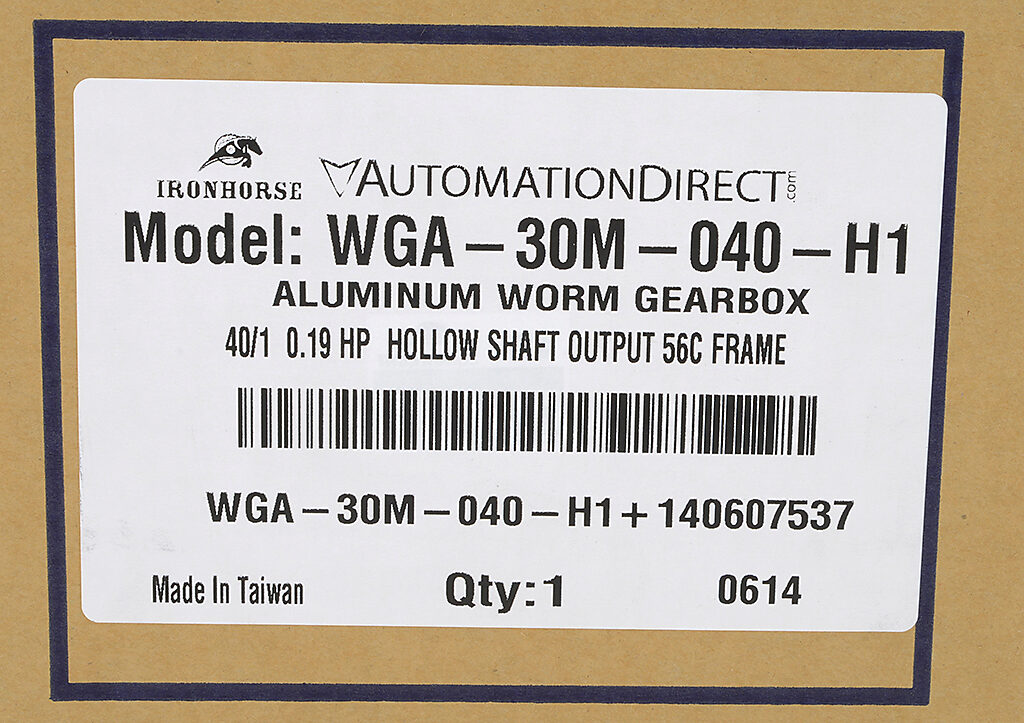 IRONHORSE AUTOMATIONDIRECT.com
Model: WGA-30M-040-H1
ALUMINUM WORM GEARBOX
40/1 0.19 HP HOLLOW SHAFT OUTPUT 56C FRAME
WGA-30M-040-H1+140607537
Made In Taiwan Qty:1 0614